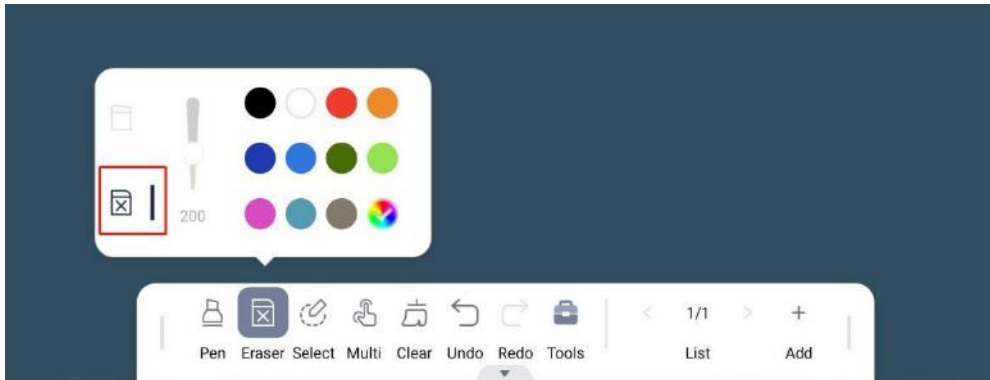 200
Pen Eraser Select Multi Clear Undo Redo Tools
< 1/1 > +
List Add